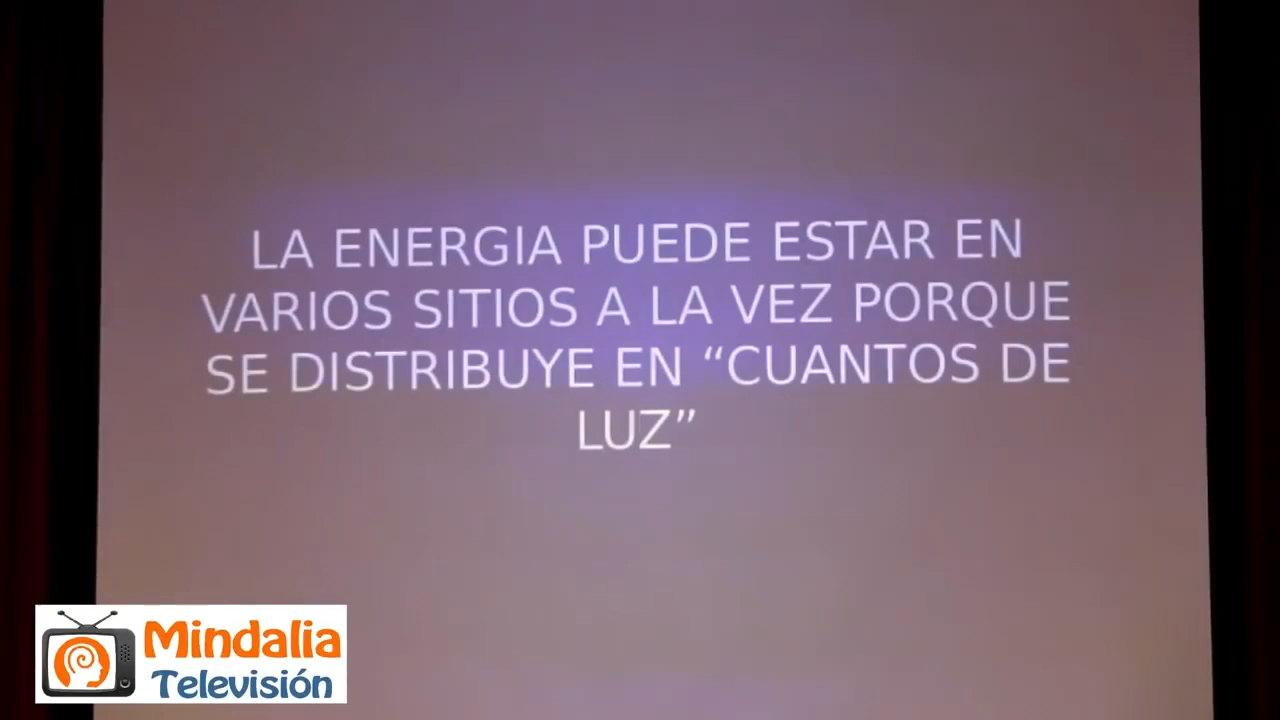 LA ENERGIA PUEDE ESTAR EN
VARIOS SITIOS A LA VEZ PORQUE
SE DISTRIBUYE EN “CUANTOS DE
LUZ”
Mindalia
Televisión